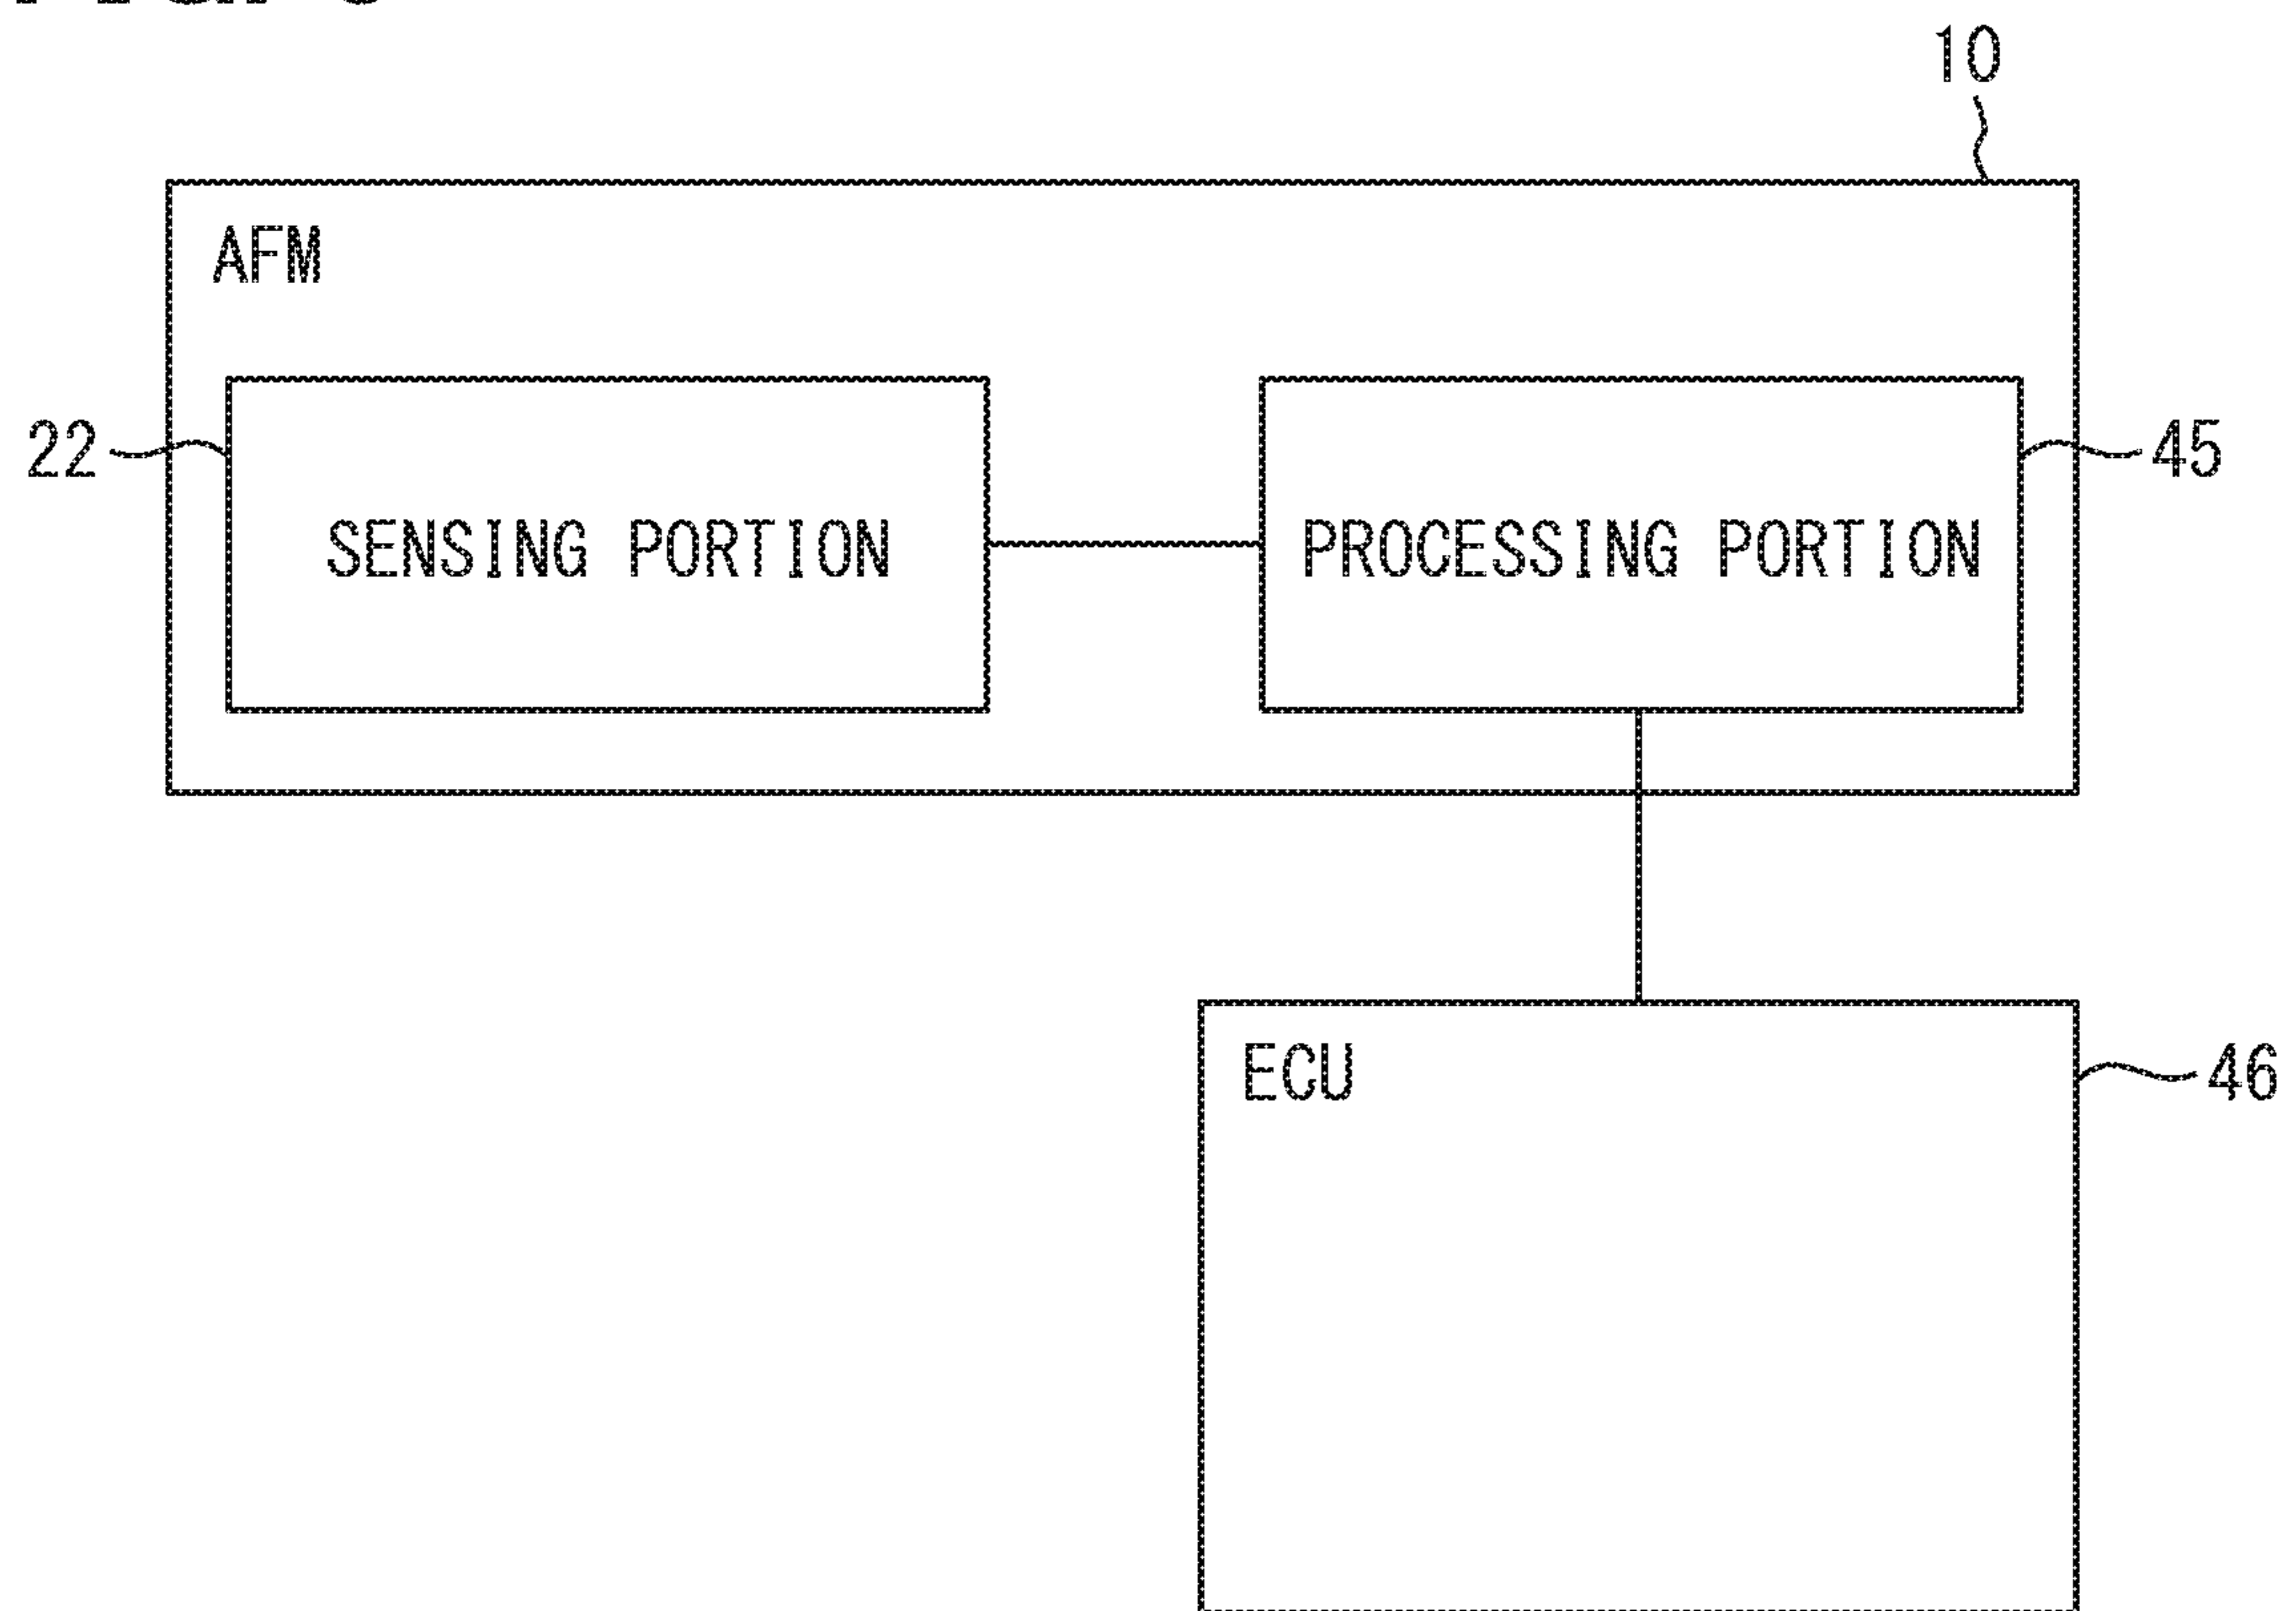 10
AFM
22
45
SENSING PORTION
PROCESSING PORTION
ECU
46